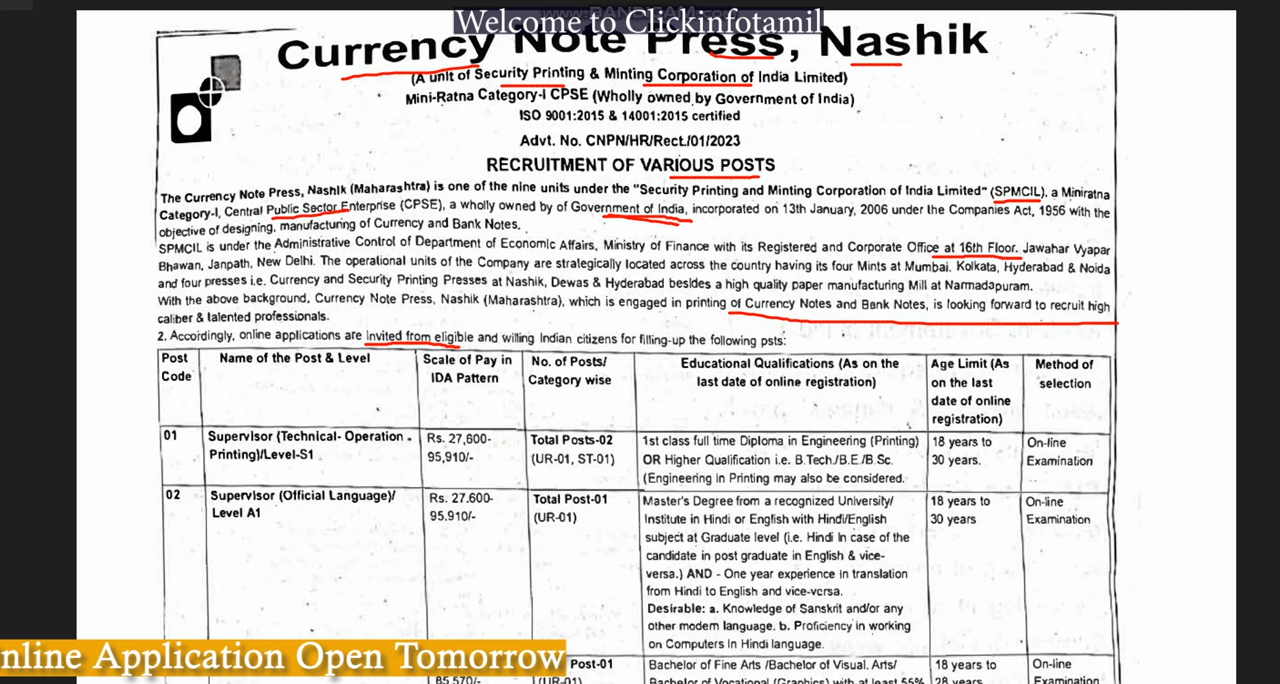 Welcome to Clickinfotamil
Currency Note Press, Nashik
(A unit of Security Printing & Minting Corporation of India Limited)
Mini-Ratna Category-I CPSE (Wholly owned by Government of India)
ISO 9001:2015 & 14001:2015 certified
Advt. No. CNPN/HR/Rect./01/2023
RECRUITMENT OF VARIOUS POSTS
The Currency Note Press, Nashik (Maharashtra) is one of the nine units under the "Security Printing and Minting Corporation of India Limited" (SPMCIL), a Miniratna
Category-I, Central Public Sector Enterprise (CPSE), a wholly owned by of Government of India, incorporated on 13th January, 2006 under the Companies Act, 1956 with the
objective of designing, manufacturing of Currency and Bank Notes.
SPMCIL is under the Administrative Control of Department of Economic Affairs, Ministry of Finance with its Registered and Corporate Office at 16th Floor, Jawahar Vyapar
Bhawan, Janpath, New Delhi. The operational units of the Company are strategically located across the country having its four Mints at Mumbai. Kolkata, Hyderabad & Noida
and four presses i.e. Currency and Security Printing Presses at Nashik, Dewas & Hyderabad besides a high quality paper manufacturing Mill at Narmadapuram.
With the above background, Currency Note Press, Nashik (Maharashtra), which is engaged in printing of Currency Notes and Bank Notes, is looking forward to recruit high
caliber & talented professionals.
2. Accordingly, online applications are invited from eligible and willing Indian citizens for filling-up the following psts:
Post Code
Name of the Post & Level
Scale of Pay in IDA Pattern
No. of Posts/ Category wise
Educational Qualifications (As on the last date of online registration)
Age Limit (As on the last date of online registration)
Method of selection
01
Supervisor (Technical- Operation -
Printing)/Level-S1
Rs. 27,600-
95,910/-
Total Posts-02
(UR-01, ST-01)
1st class full time Diploma in Engineering (Printing)
OR Higher Qualification i.e. B.Tech./B.E./B.Sc.
(Engineering in Printing may also be considered.
18 years to
30 years.
On-line
Examination
02
Supervisor (Official Language)/
Level A1
Rs. 27.600-
95,910/-
Total Post-01
(UR-01)
Master's Degree from a recognized University/
Institute in Hindi or English with Hindi/English
subject at Graduate level (i.e. Hindi In case of the
candidate in post graduate in English & vice-
versa.) AND - One year experience in translation
from Hindi to English and vice-versa.
Desirable: a. Knowledge of Sanskrit and/or any
other modern language. b. Proficiency in working
on Computers In Hindi language.
18 years to
30 years
On-line
Examination
Post-01
(UR-01)
85,570/-
Bachelor of Fine Arts /Bachelor of Visual. Arts/
Bachelor of Vocational (Graphics) with at least 55%
18 years to
28 years
On-line
Examination
nline Application Open Tomorrow